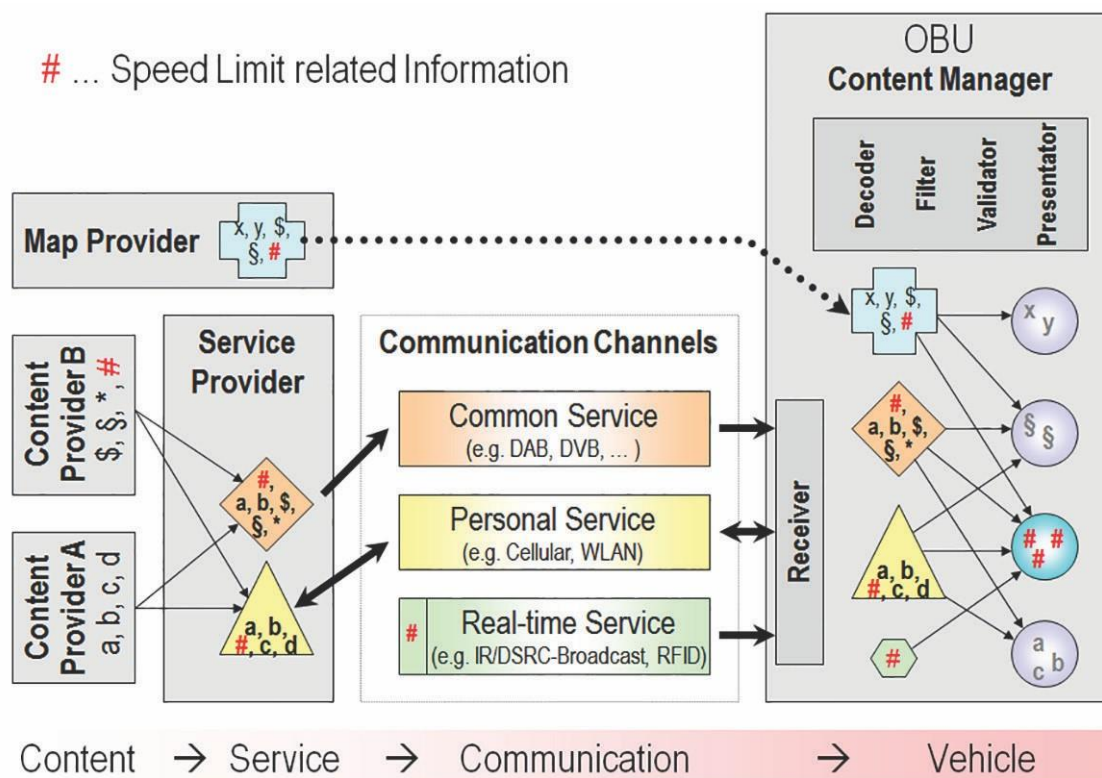 # ... Speed Limit related Information
OBU
Content Manager
Decoder
Filter
Validator
Presentator
Map Provider
x, y, $,
§, #
x, y, $,
§, #
x
y
Content
Provider B
$, §, *, #
Content
Provider A
a, b, c, d
Service
Provider
#,
a, b, $,
§, *
a, b,
#, c, d
Communication Channels
Common Service
(e.g. DAB, DVB, ... )
Personal Service
(e.g. Cellular, WLAN)
#
Real-time Service
(e.g. IR/DSRC-Broadcast, RFID)
Receiver
#,
a, b, $,
§, *
§ §
a, b,
#, c, d
# #
#
#
a
b
c
Content → Service → Communication → Vehicle